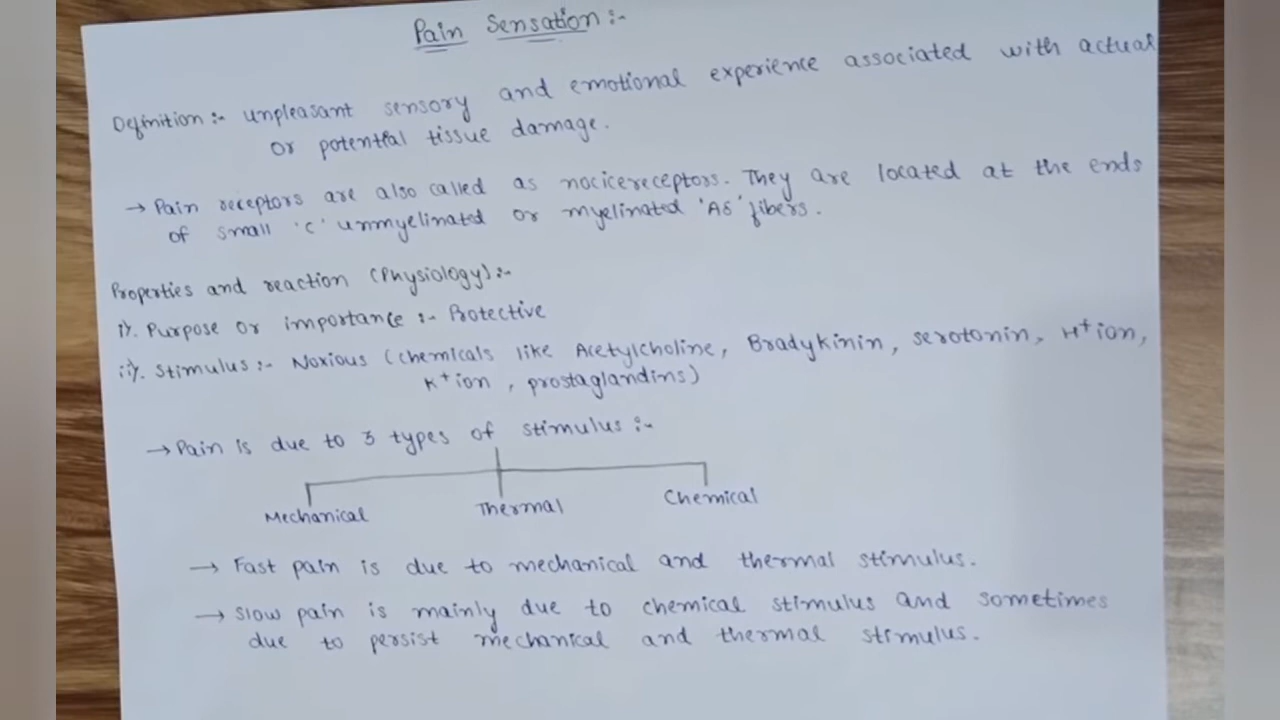 Pain Sensation :-
Definition :- unpleasant sensory and emotional experience associated with actual
or potential tissue damage.
→ Pain receptors are also called as nocicereceptors. They are located at the ends
of small 'C' unmyelinated or myelinated 'Aδ' fibers.
Properties and reaction (Physiology) :-
i). Purpose or importance :- Protective
ii). Stimulus :- Noxious (chemicals like Acetylcholine, Bradykinin, serotonin, H+ ion,
K+ ion, prostaglandins)
→ Pain is due to 3 types of stimulus :-
Mechanical Thermal Chemical
→ Fast pain is due to mechanical and thermal stimulus.
→ Slow pain is mainly due to chemical stimulus and sometimes
due to persist mechanical and thermal stimulus.